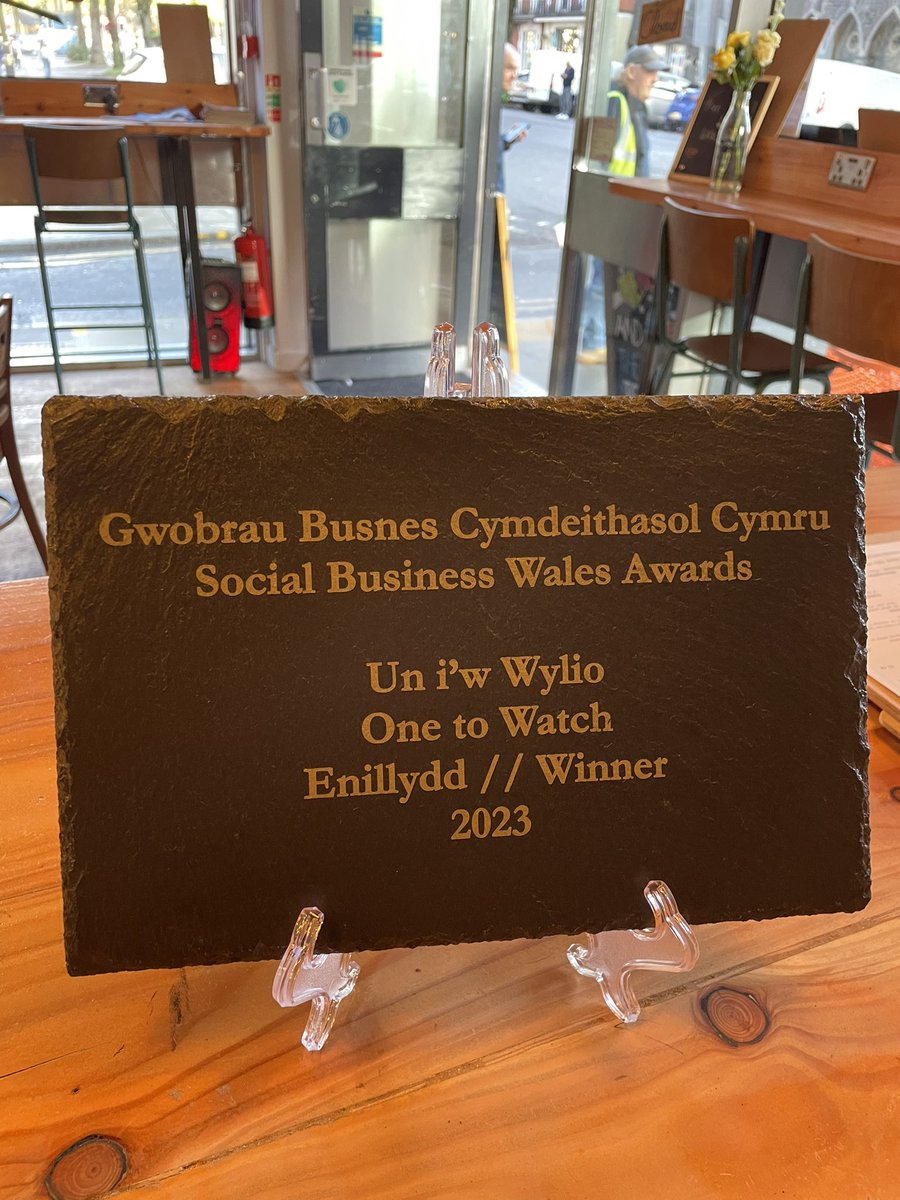 Gwobrau Busnes Cymdeithasol Cymru
Social Business Wales Awards
Un i'w Wylio
One to Watch
Enillydd // Winner
2023